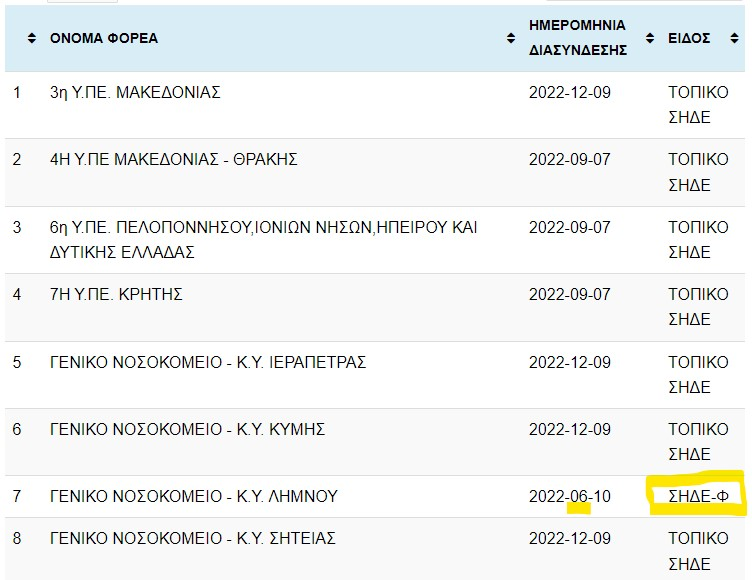 ΟΝΟΜΑ ΦΟΡΕΑ ΗΜΕΡΟΜΗΝΙΑ ΔΙΑΣΥΝΔΕΣΗΣ ΕΙΔΟΣ
1 3η Υ.ΠΕ. ΜΑΚΕΔΟΝΙΑΣ 2022-12-09 ΤΟΠΙΚΟ
ΣΗΔΕ
2 4Η Υ.ΠΕ ΜΑΚΕΔΟΝΙΑΣ - ΘΡΑΚΗΣ 2022-09-07 ΤΟΠΙΚΟ
ΣΗΔΕ
3 6η Υ.ΠΕ. ΠΕΛΟΠΟΝΝΗΣΟΥ,ΙΟΝΙΩΝ ΝΗΣΩΝ,ΗΠΕΙΡΟΥ ΚΑΙ 2022-09-07 ΤΟΠΙΚΟ
ΔΥΤΙΚΗΣ ΕΛΛΑΔΑΣ ΣΗΔΕ
4 7Η Υ.ΠΕ. ΚΡΗΤΗΣ 2022-09-07 ΤΟΠΙΚΟ
ΣΗΔΕ
5 ΓΕΝΙΚΟ ΝΟΣΟΚΟΜΕΙΟ - Κ.Υ. ΙΕΡΑΠΕΤΡΑΣ 2022-12-09 ΤΟΠΙΚΟ
ΣΗΔΕ
6 ΓΕΝΙΚΟ ΝΟΣΟΚΟΜΕΙΟ - Κ.Υ. ΚΥΜΗΣ 2022-12-09 ΤΟΠΙΚΟ
ΣΗΔΕ
7 ΓΕΝΙΚΟ ΝΟΣΟΚΟΜΕΙΟ - Κ.Υ. ΛΗΜΝΟΥ 2022-06-10 ΣΗΔΕ-Φ
8 ΓΕΝΙΚΟ ΝΟΣΟΚΟΜΕΙΟ - Κ.Υ. ΣΗΤΕΙΑΣ 2022-12-09 ΤΟΠΙΚΟ
ΣΗΔΕ